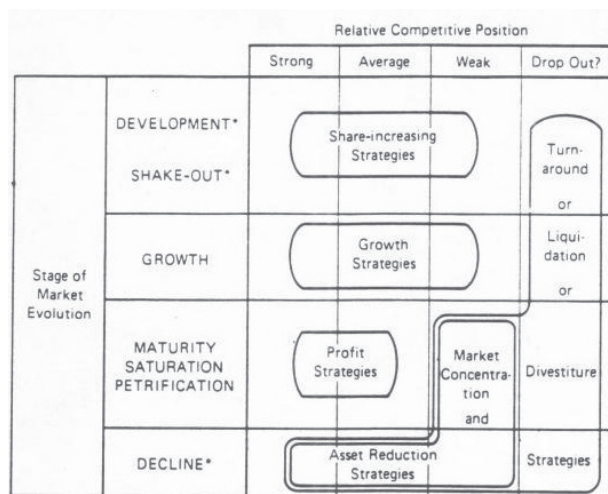 Relative Competitive Position
Strong Average Weak Drop Out?
DEVELOPMENT*
SHAKE-OUT*
Share-increasing
Strategies
Turn-
around
or
GROWTH
Growth
Strategies
Liqui-
dation
or
Stage of
Market
Evolution
MATURITY
SATURATION
PETRIFICATION
Profit
Strategies
Market
Concentra-
tion
and
Divestiture
DECLINE*
Asset Reduction
Strategies
Strategies